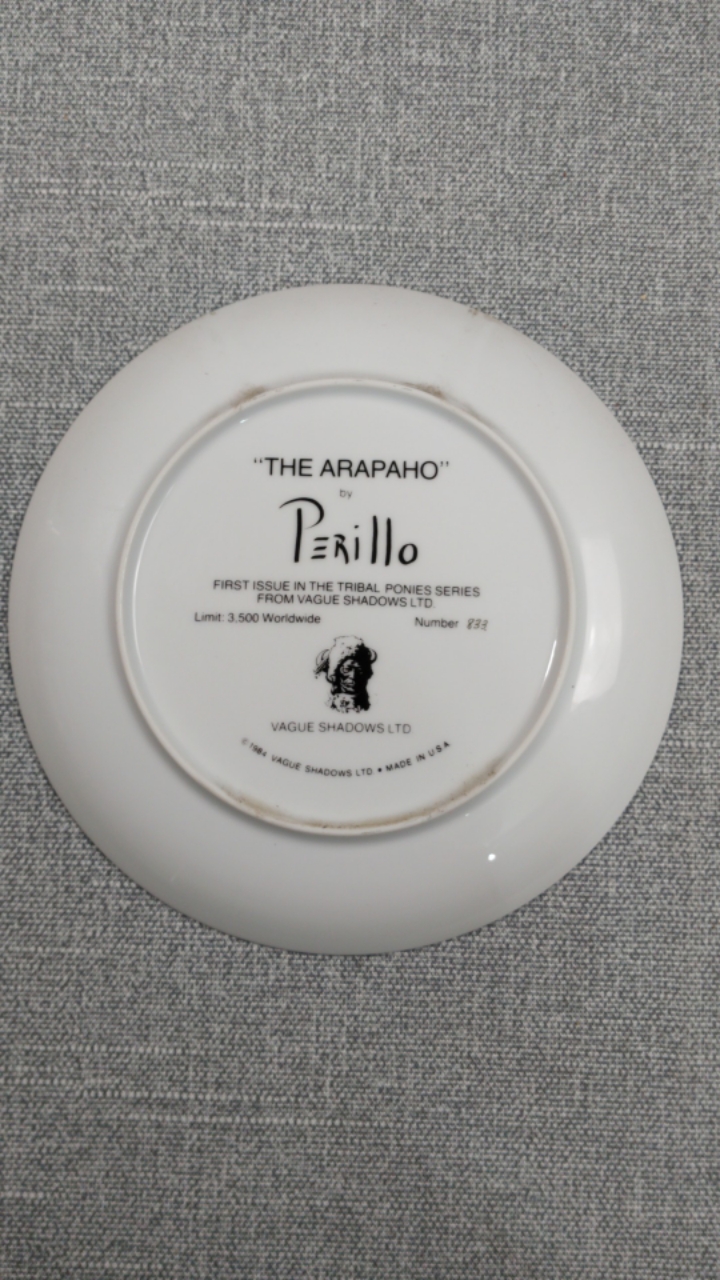 “THE ARAPAHO”
by
PERillo
FIRST ISSUE IN THE TRIBAL PONIES SERIES
FROM VAGUE SHADOWS LTD.
Limit: 3.500 Worldwide Number 833
VAGUE SHADOWS LTD
© 1984 VAGUE SHADOWS LTD. • MADE IN U.S.A